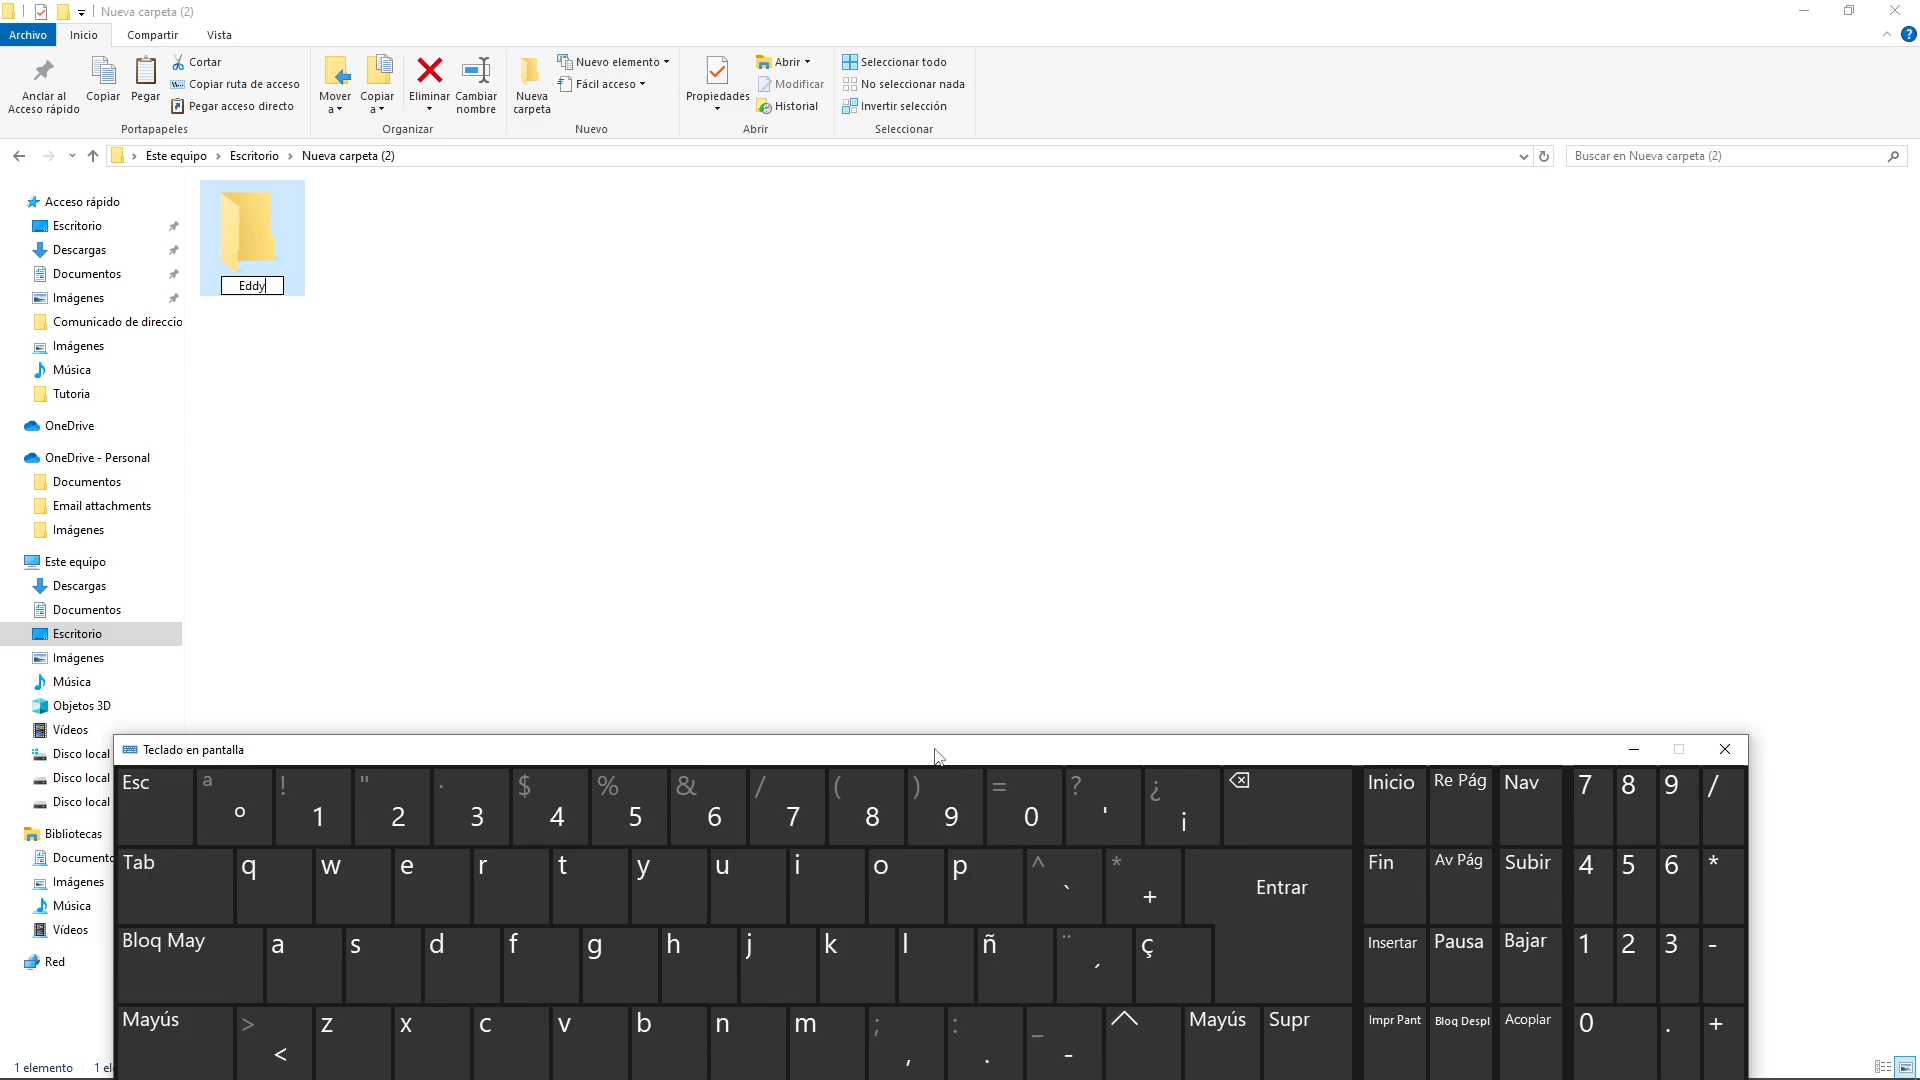 Nueva carpeta (2)
Archivo Inicio Compartir Vista
Anclar al
Acceso rápido
Copiar
Pegar
Cortar
Copiar ruta de acceso
Pegar acceso directo
Portapapeles
Mover
a
Copiar
a
Eliminar
Cambiar
nombre
Organizar
Nueva
carpeta
Nuevo elemento
Fácil acceso
Nuevo
Propiedades
Abrir
Modificar
Historial
Abrir
Seleccionar todo
No seleccionar nada
Invertir selección
Seleccionar
Este equipo › Escritorio › Nueva carpeta (2)
Buscar en Nueva carpeta (2)
Acceso rápido
Escritorio
Descargas
Documentos
Imágenes
Comunicado de direccio
Imágenes
Música
Tutoria
OneDrive
OneDrive - Personal
Documentos
Email attachments
Imágenes
Este equipo
Descargas
Documentos
Escritorio
Imágenes
Música
Objetos 3D
Vídeos
Disco local
Disco local
Disco local
Bibliotecas
Documento
Imágenes
Música
Vídeos
Red
1 elemento 1 el
Eddy
Teclado en pantalla
Esc ª º ! 1 " 2 · 3 $ 4 % 5 & 6 / 7 ( 8 ) 9 = 0 ? ' ¿ ¡ Inicio Re Pág Nav 7 8 9 /
Tab q w e r t y u i o p ^ ` * + Entrar Fin Av Pág Subir 4 5 6 *
Bloq May a s d f g h j k l ñ ¨ ´ ç Insertar Pausa Bajar 1 2 3 -
Mayús > < z x c v b n m ; , : . _ - Mayús Supr Impr Pant Bloq Despl Acoplar 0 . +